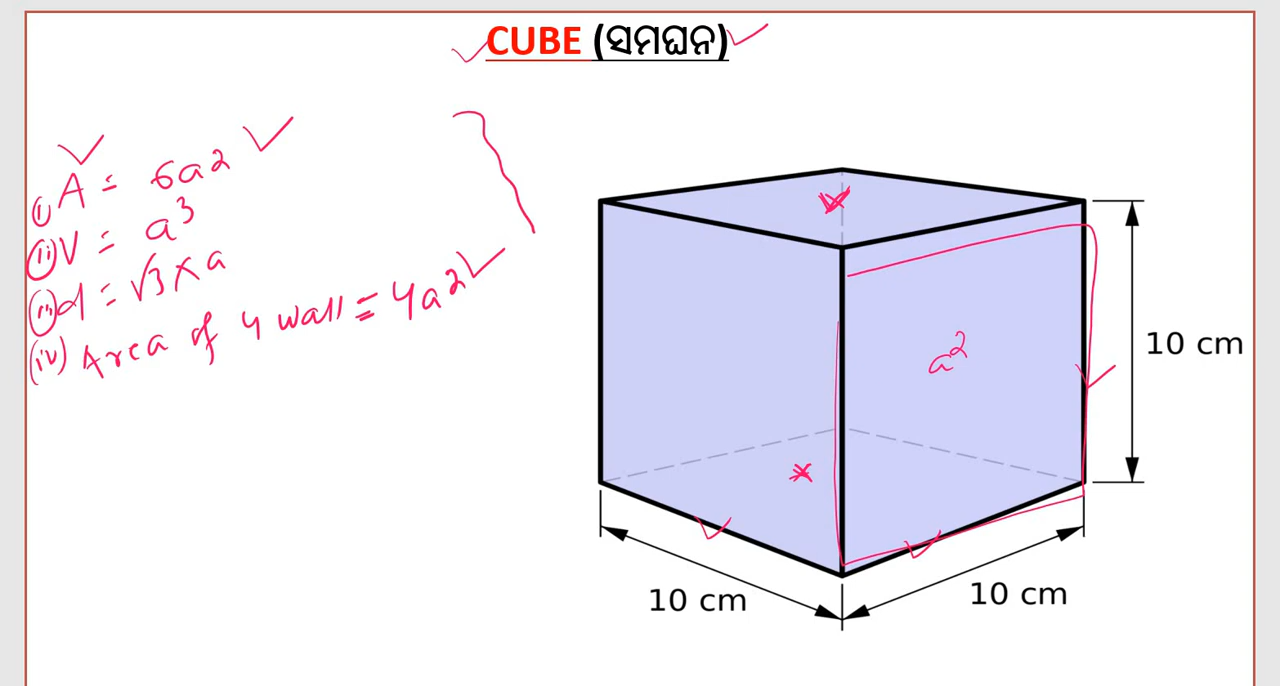 CUBE (ସମଘନ)
(i) A = 6a²
(ii) V = a³
(iii) d = √3 × a
(iv) Area of 4 wall = 4a²
a²
10 cm
10 cm
10 cm